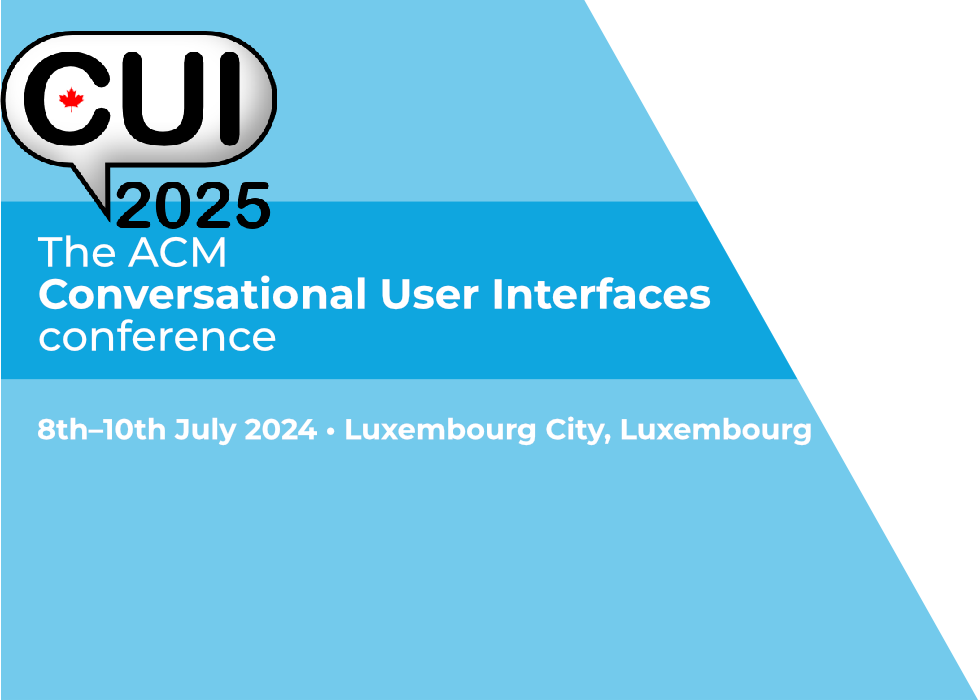 CUI
2025
The ACM
Conversational User Interfaces
conference
8th–10th July 2024 • Luxembourg City, Luxembourg